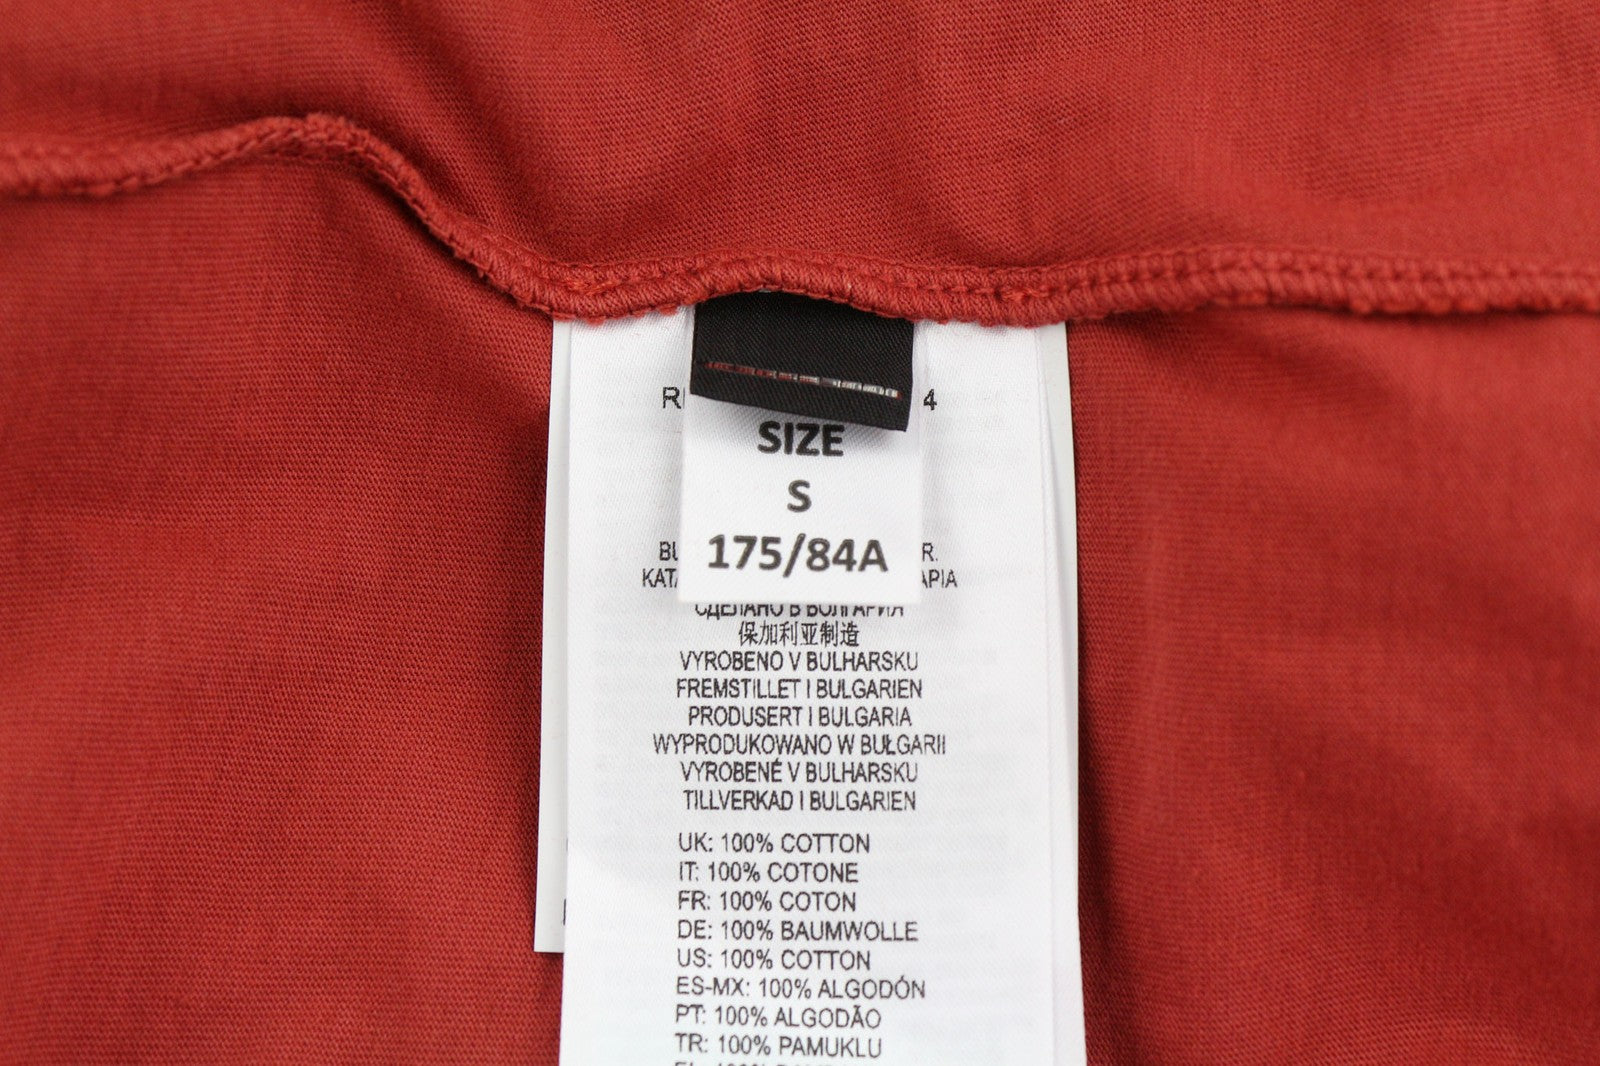 4
SIZE
S
175/84A
СДЕЛАНО В БОЛГАРИЯ
保加利亚制造
VYROBENO V BULHARSKU
FREMSTILLET I BULGARIEN
PRODUSERT I BULGARIA
WYPRODUKOWANO W BUŁGARII
VYROBENÉ V BULHARSKU
TILLVERKAD I BULGARIEN
UK: 100% COTTON
IT: 100% COTONE
FR: 100% COTON
DE: 100% BAUMWOLLE
US: 100% COTTON
ES-MX: 100% ALGODÓN
PT: 100% ALGODÃO
TR: 100% PAMUKLU